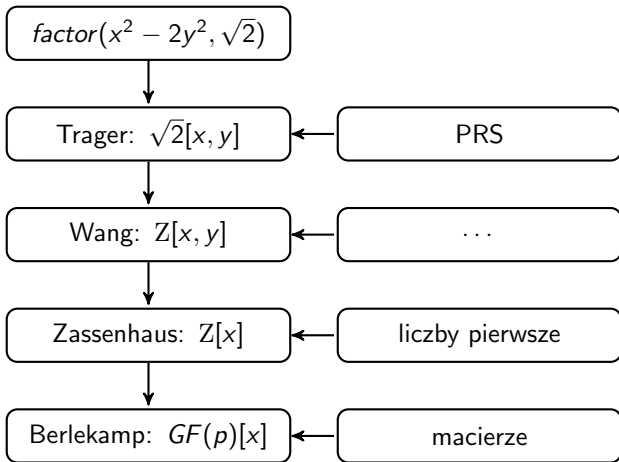 factor(x² − 2y², √2)
Trager: √2[x, y]
PRS
Wang: Z[x, y]
· · ·
Zassenhaus: Z[x]
liczby pierwsze
Berlekamp: GF(p)[x]
macierze